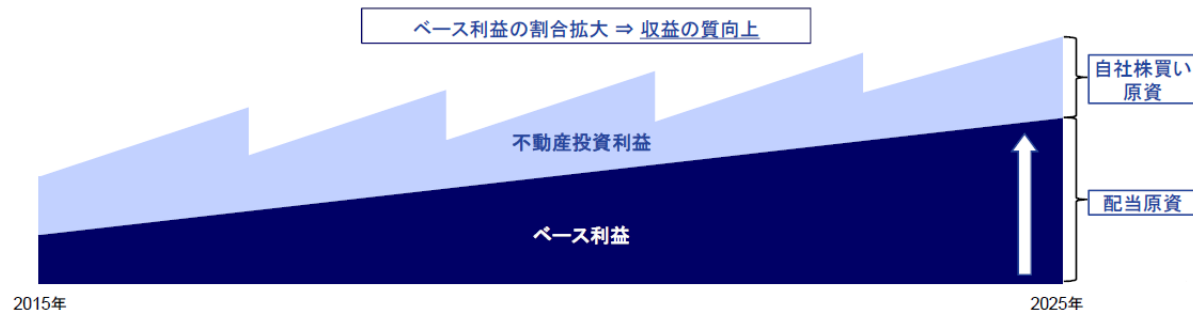 ベース利益の割合拡大 ⇒ 収益の質向上
自社株買い
原資
不動産投資利益
配当原資
ベース利益
2015年
2025年